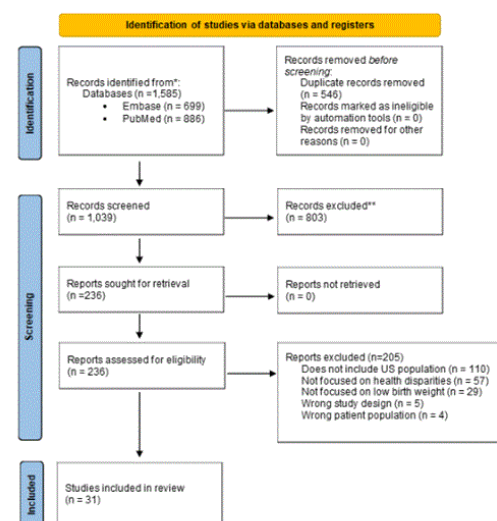 Identification of studies via databases and registers
Identification
Records identified from*:
Databases (n =1,585)
• Embase (n = 699)
• PubMed (n = 886)
Records removed before
screening:
Duplicate records removed
(n = 546)
Records marked as ineligible
by automation tools (n = 0)
Records removed for other
reasons (n = 0)
Screening
Records screened
(n = 1,039)
Records excluded**
(n = 803)
Reports sought for retrieval
(n =236)
Reports not retrieved
(n = 0)
Reports assessed for eligibility
(n = 236)
Reports excluded (n=205)
Does not include US population (n = 110)
Not focused on health disparities (n = 57)
Not focused on low birth weight (n = 29)
Wrong study design (n = 5)
Wrong patient population (n = 4)
Included
Studies included in review
(n = 31)